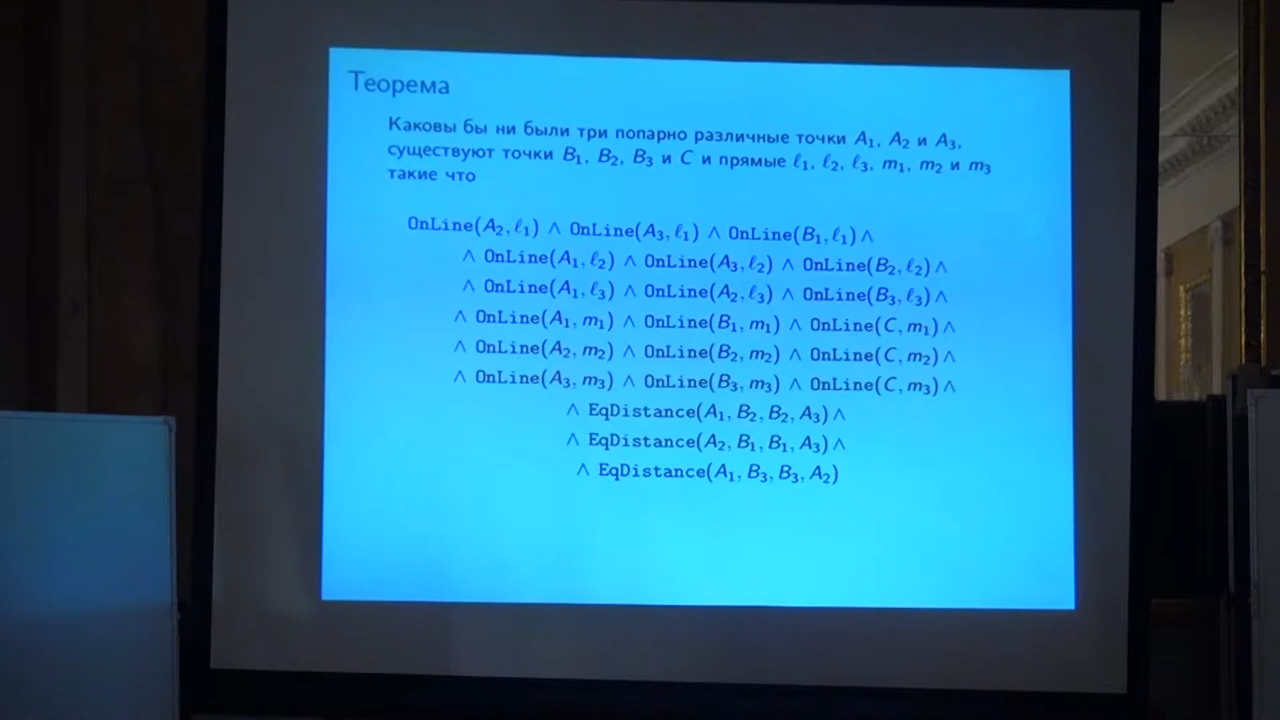 Теорема
Каковы бы ни были три попарно различные точки A₁, A₂ и A₃,
существуют точки B₁, B₂, B₃ и C и прямые ℓ₁, ℓ₂, ℓ₃, m₁, m₂ и m₃
такие что
OnLine(A₂, ℓ₁) ∧ OnLine(A₃, ℓ₁) ∧ OnLine(B₁, ℓ₁) ∧
∧ OnLine(A₁, ℓ₂) ∧ OnLine(A₃, ℓ₂) ∧ OnLine(B₂, ℓ₂) ∧
∧ OnLine(A₁, ℓ₃) ∧ OnLine(A₂, ℓ₃) ∧ OnLine(B₃, ℓ₃) ∧
∧ OnLine(A₁, m₁) ∧ OnLine(B₁, m₁) ∧ OnLine(C, m₁) ∧
∧ OnLine(A₂, m₂) ∧ OnLine(B₂, m₂) ∧ OnLine(C, m₂) ∧
∧ OnLine(A₃, m₃) ∧ OnLine(B₃, m₃) ∧ OnLine(C, m₃) ∧
∧ EqDistance(A₁, B₂, B₂, A₃) ∧
∧ EqDistance(A₂, B₁, B₁, A₃) ∧
∧ EqDistance(A₁, B₃, B₃, A₂)